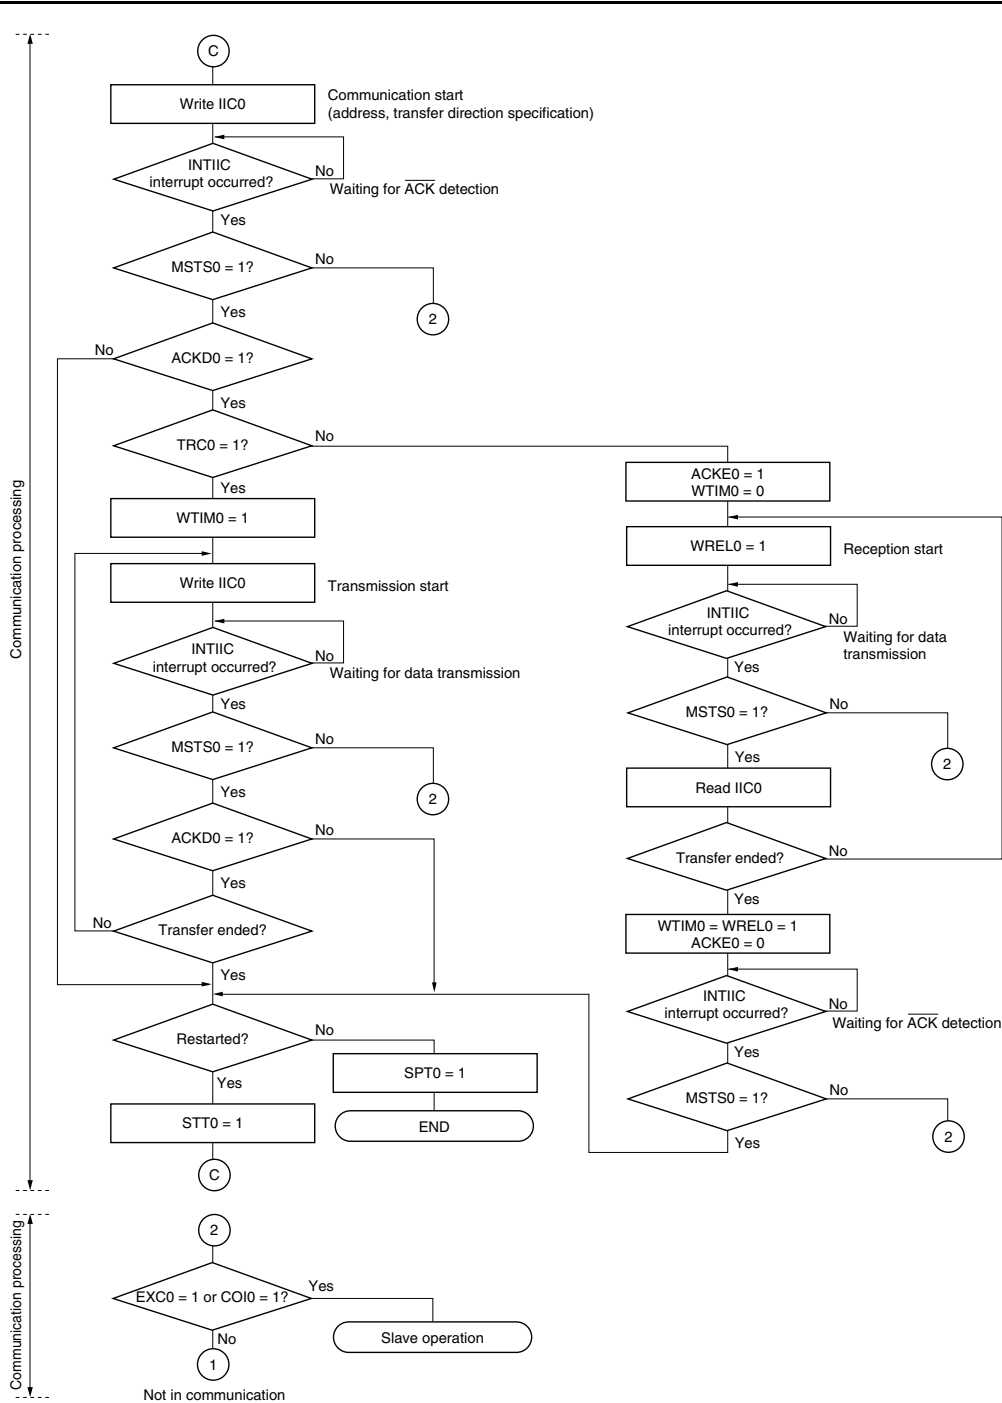 C
Write IIC0
Communication start
(address, transfer direction specification)
INTIIC
interrupt occurred?
No
Waiting for ACK detection
Yes
MSTS0 = 1?
No
2
Yes
ACKD0 = 1?
No
Yes
TRC0 = 1?
No
Yes
WTIM0 = 1
Write IIC0
Transmission start
INTIIC
interrupt occurred?
No
Waiting for data transmission
Yes
MSTS0 = 1?
No
2
Yes
ACKD0 = 1?
No
Yes
Transfer ended?
No
Yes
Restarted?
No
SPT0 = 1
END
Yes
STT0 = 1
C
ACKE0 = 1
WTIM0 = 0
WREL0 = 1
Reception start
INTIIC
interrupt occurred?
No
Waiting for data
transmission
Yes
MSTS0 = 1?
No
2
Yes
Read IIC0
Transfer ended?
No
Yes
WTIM0 = WREL0 = 1
ACKE0 = 0
INTIIC
interrupt occurred?
No
Waiting for ACK detection
Yes
MSTS0 = 1?
No
2
Yes
Communication processing
2
EXC0 = 1 or COI0 = 1?
Yes
Slave operation
No
1
Not in communication
Communication processing